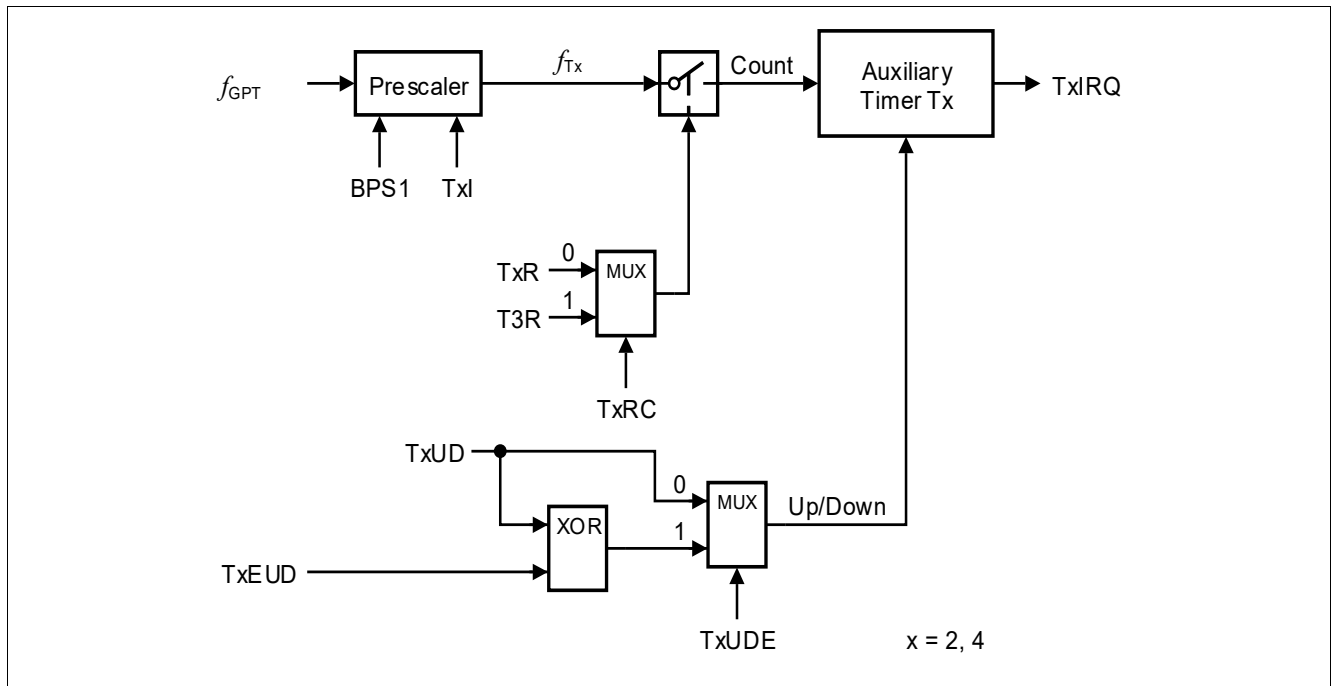 fGPT
Prescaler
fTx
Count
Auxiliary
Timer Tx
TxIRQ
BPS1
TxI
TxR
0
MUX
T3R
1
TxRC
TxUD
0
MUX
Up/Down
XOR
1
TxEUD
TxUDE
x = 2, 4